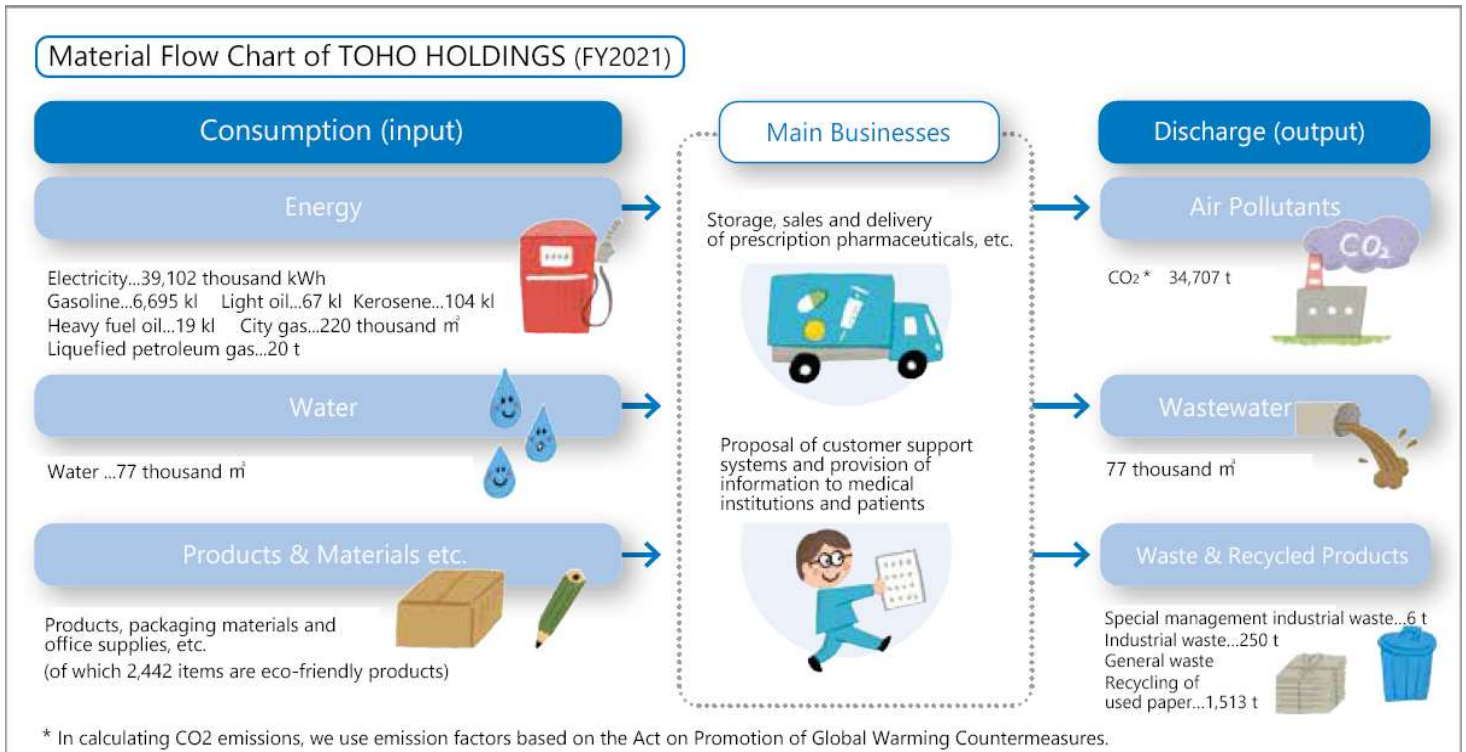 Material Flow Chart of TOHO HOLDINGS (FY2021)
Consumption (input)
Energy
Electricity...39,102 thousand kWh
Gasoline...6,695 kl Light oil...67 kl Kerosene...104 kl
Heavy fuel oil...19 kl City gas...220 thousand ㎥
Liquefied petroleum gas...20 t
Water
Water ...77 thousand ㎥
Products & Materials etc.
Products, packaging materials and
office supplies, etc.
(of which 2,442 items are eco-friendly products)
Main Businesses
Storage, sales and delivery
of prescription pharmaceuticals, etc.
Proposal of customer support
systems and provision of
information to medical
institutions and patients
Discharge (output)
Air Pollutants
CO₂
CO₂ * 34,707 t
Wastewater
77 thousand ㎥
Waste & Recycled Products
Special management industrial waste...6 t
Industrial waste...250 t
General waste
Recycling of
used paper...1,513 t
* In calculating CO2 emissions, we use emission factors based on the Act on Promotion of Global Warming Countermeasures.